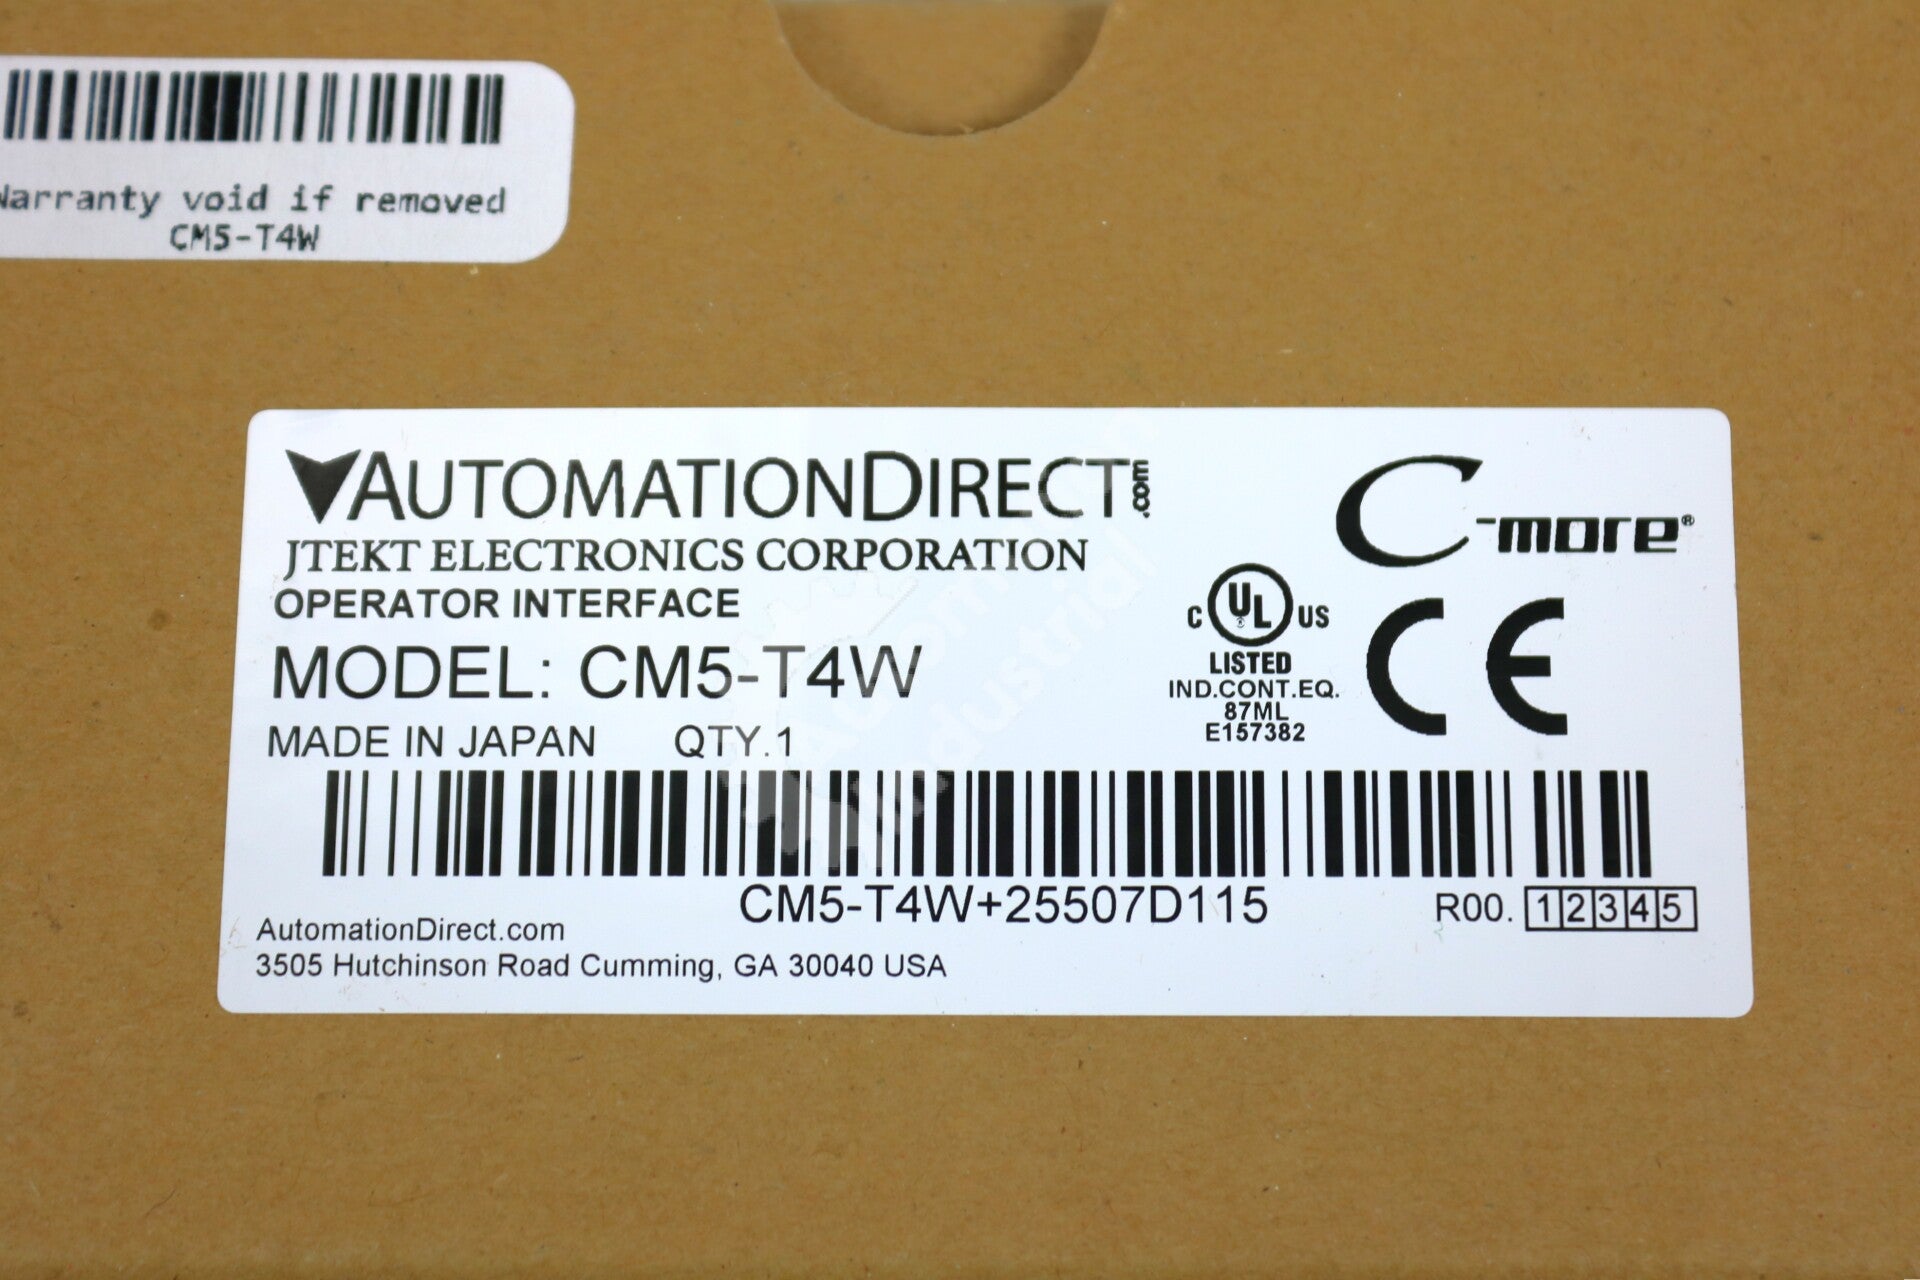 Warranty void if removed
CM5-T4W
AUTOMATIONDIRECT.com
JTEKT ELECTRONICS CORPORATION
OPERATOR INTERFACE
MODEL: CM5-T4W
MADE IN JAPAN QTY.1
C-more®
C UL US
LISTED
IND.CONT.EQ.
87ML
E157382
CE
CM5-T4W+25507D115
R00. 1 2 3 4 5
AutomationDirect.com
3505 Hutchinson Road Cumming, GA 30040 USA
Automa
Industrial